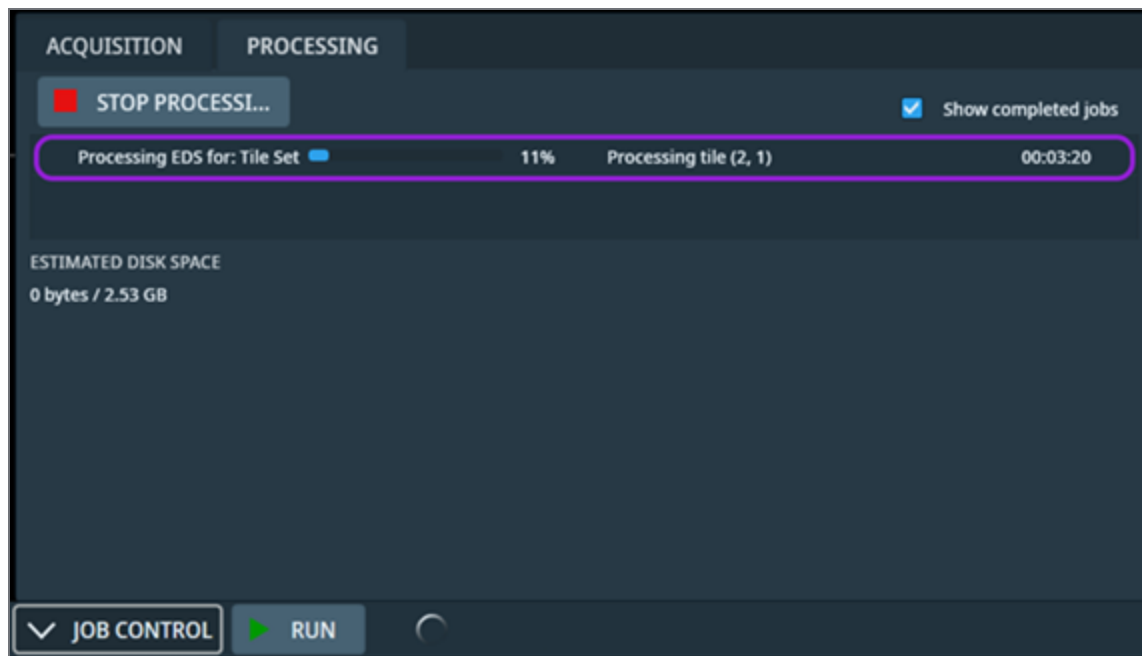 ACQUISITION PROCESSING
STOP PROCESSI...
Show completed jobs
Processing EDS for: Tile Set 11% Processing tile (2, 1) 00:03:20
ESTIMATED DISK SPACE
0 bytes / 2.53 GB
JOB CONTROL RUN